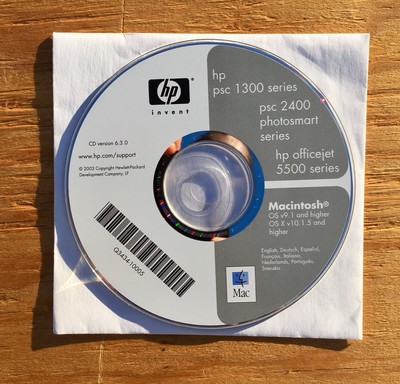 hp
invent
hp
psc 1300 series
psc 2400
photosmart
series
hp officejet
5500 series
CD version 6.3.0
www.hp.com/support
© 2003 Copyright Hewlett-Packard
Development Company, LP
Q3434-10005
Macintosh®
OS v9.1 and higher
OS X v10.1.5 and
higher
English, Deutsch, Español,
Français, Italiano,
Nederlands, Português,
Svenska
Mac